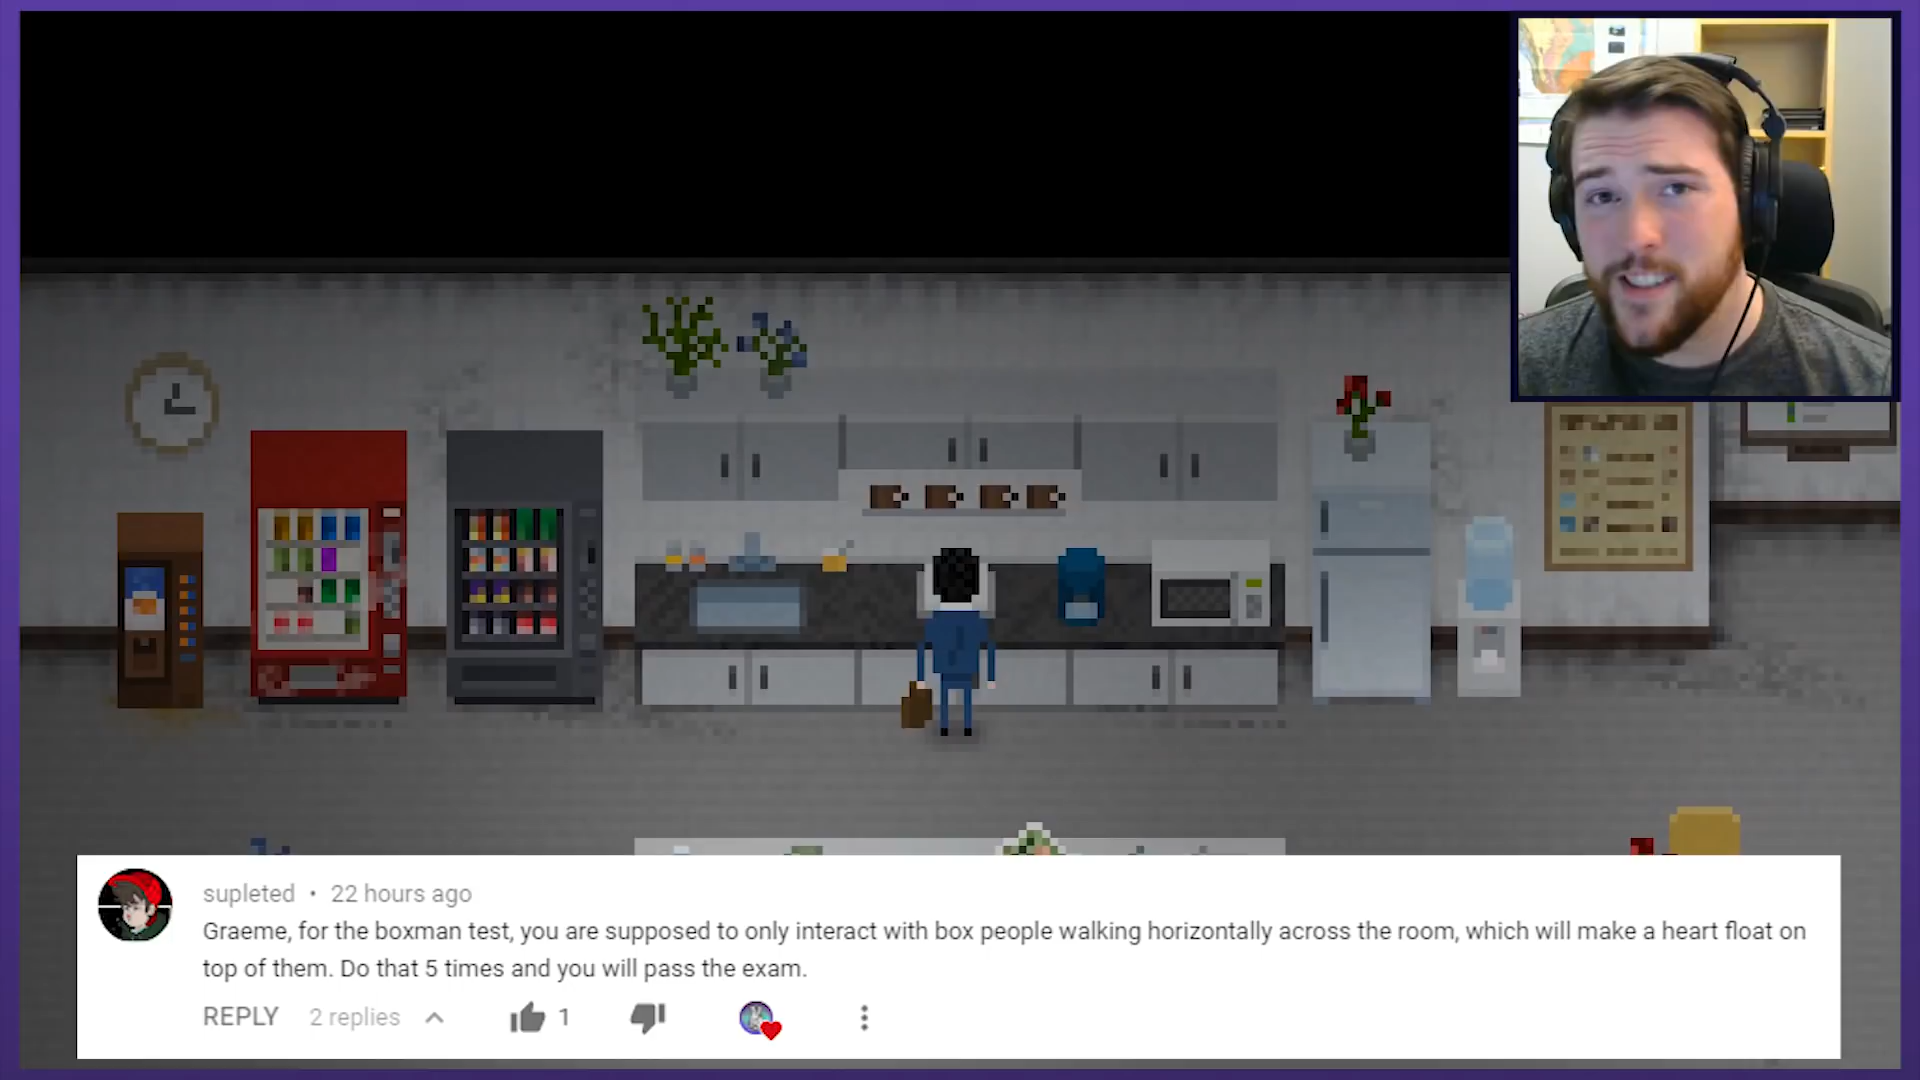 supleted • 22 hours ago
Graeme, for the boxman test, you are supposed to only interact with box people walking horizontally across the room, which will make a heart float on
top of them. Do that 5 times and you will pass the exam.
REPLY 2 replies 1